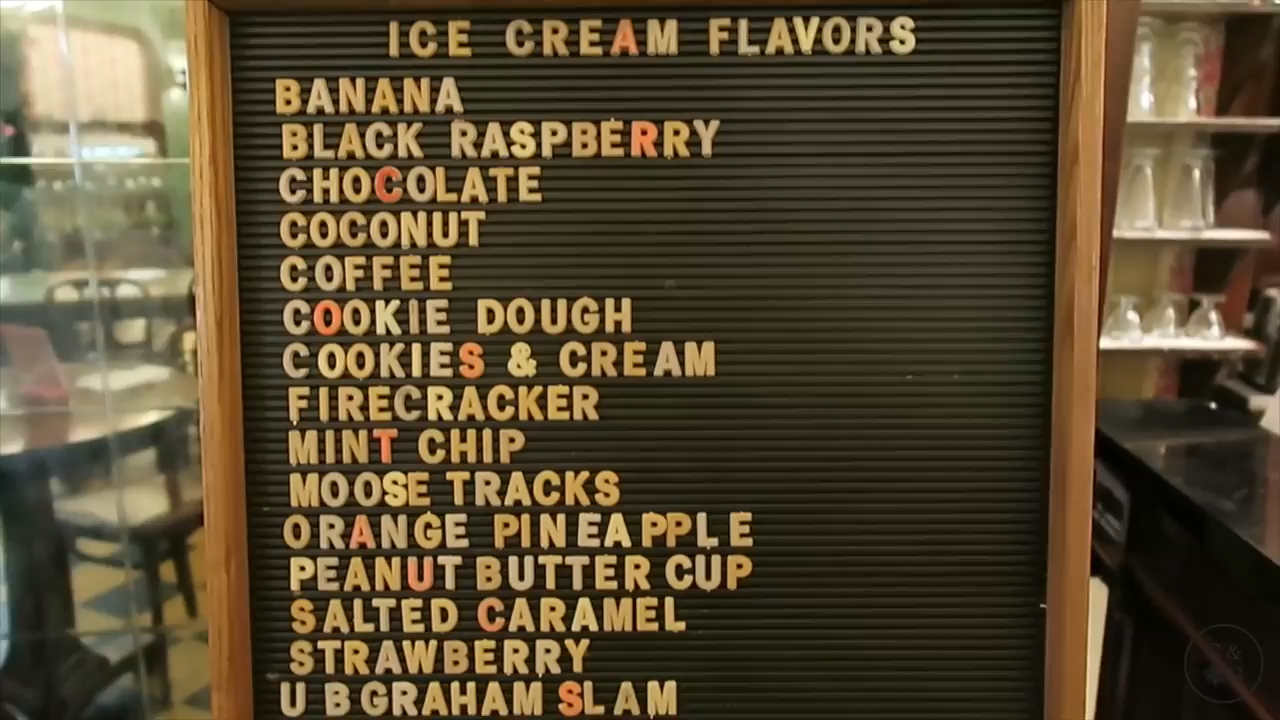 ICE CREAM FLAVORS
BANANA
BLACK RASPBERRY
CHOCOLATE
COCONUT
COFFEE
COOKIE DOUGH
COOKIES & CREAM
FIRECRACKER
MINT CHIP
MOOSE TRACKS
ORANGE PINEAPPLE
PEANUT BUTTER CUP
SALTED CARAMEL
STRAWBERRY
U B GRAHAM SLAM